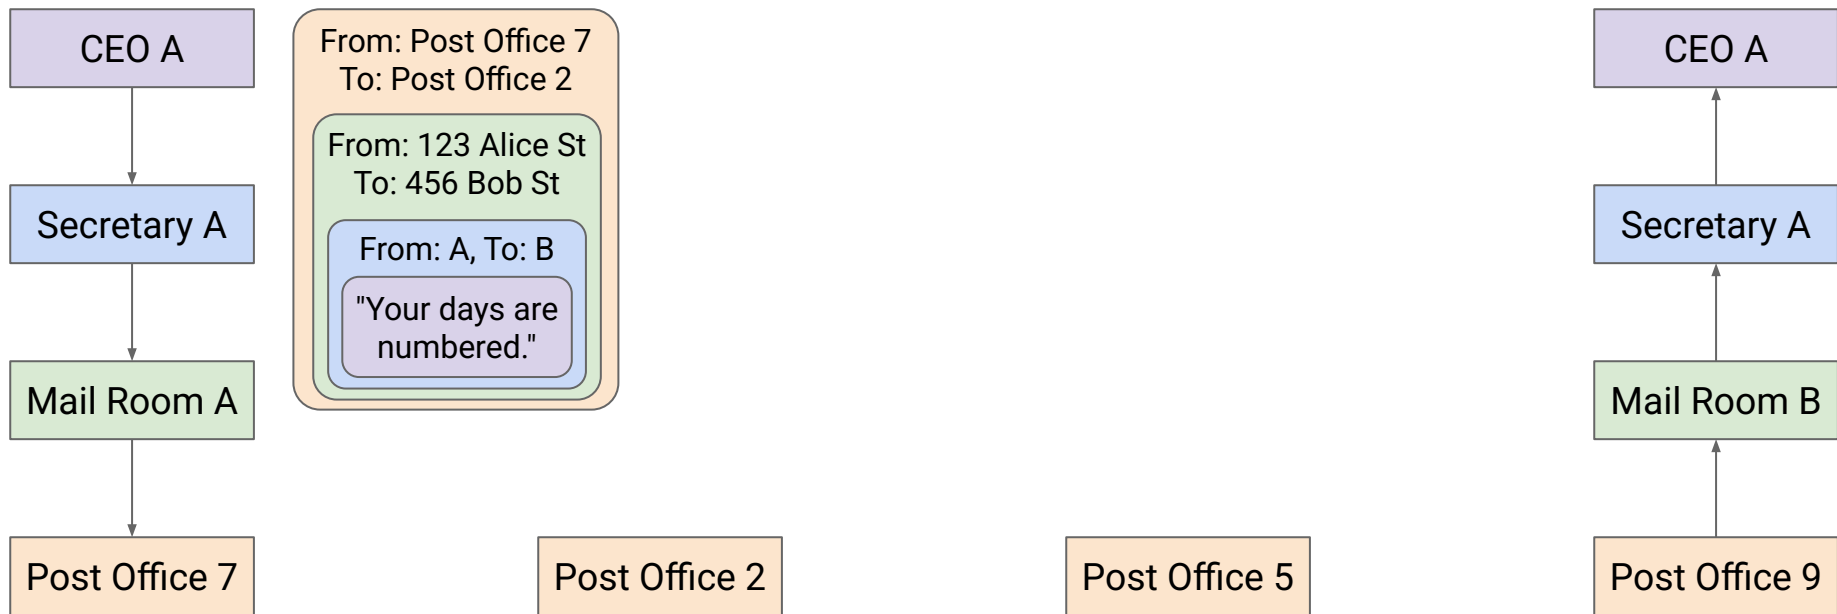 CEO A
From: Post Office 7
To: Post Office 2
CEO A
From: 123 Alice St
To: 456 Bob St
Secretary A
From: A, To: B
Secretary A
"Your days are
numbered."
Mail Room A
Mail Room B
Post Office 7
Post Office 2
Post Office 5
Post Office 9